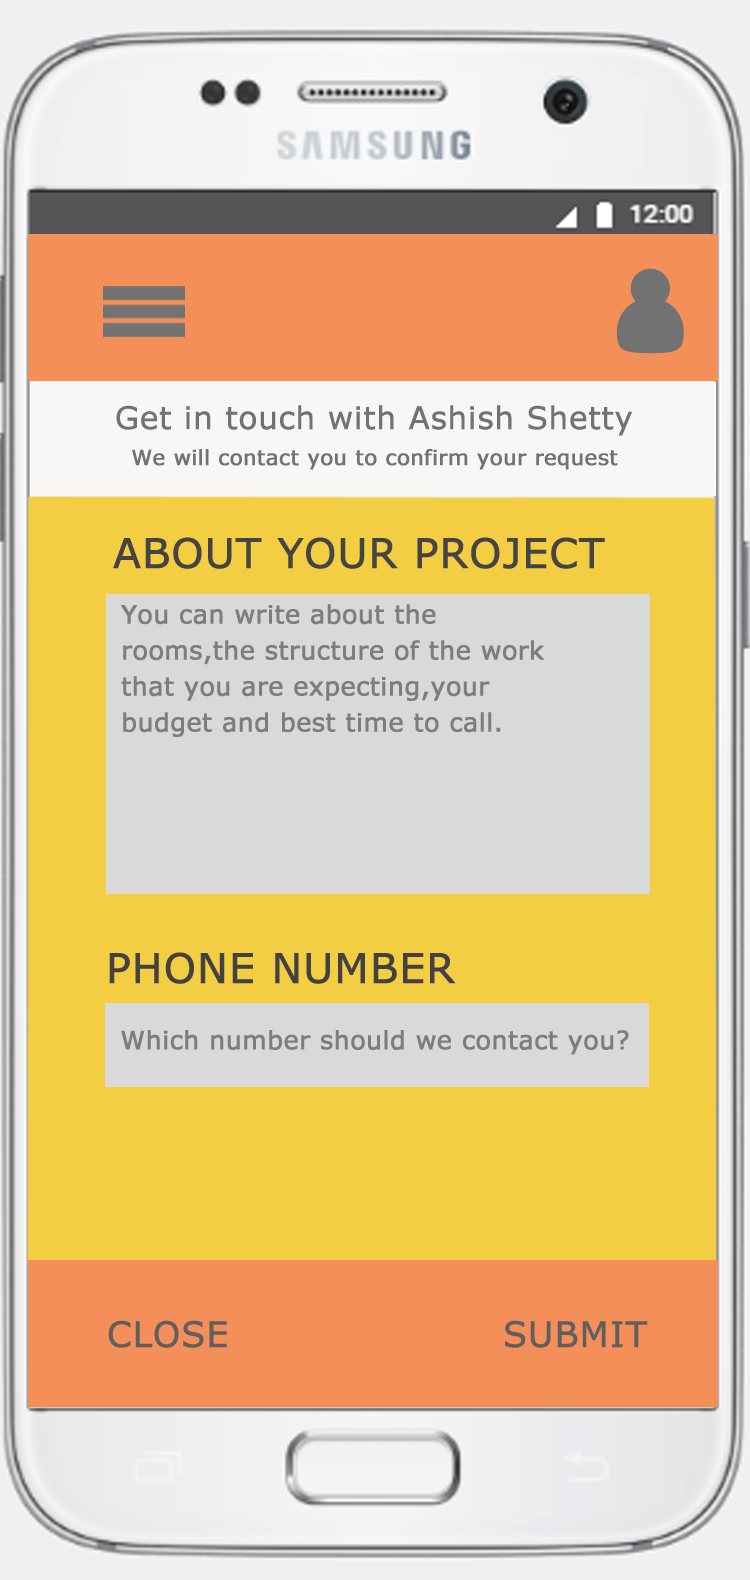 SAMSUNG
12:00
Get in touch with Ashish Shetty
We will contact you to confirm your request
ABOUT YOUR PROJECT
You can write about the
rooms,the structure of the work
that you are expecting,your
budget and best time to call.
PHONE NUMBER
Which number should we contact you?
CLOSE
SUBMIT